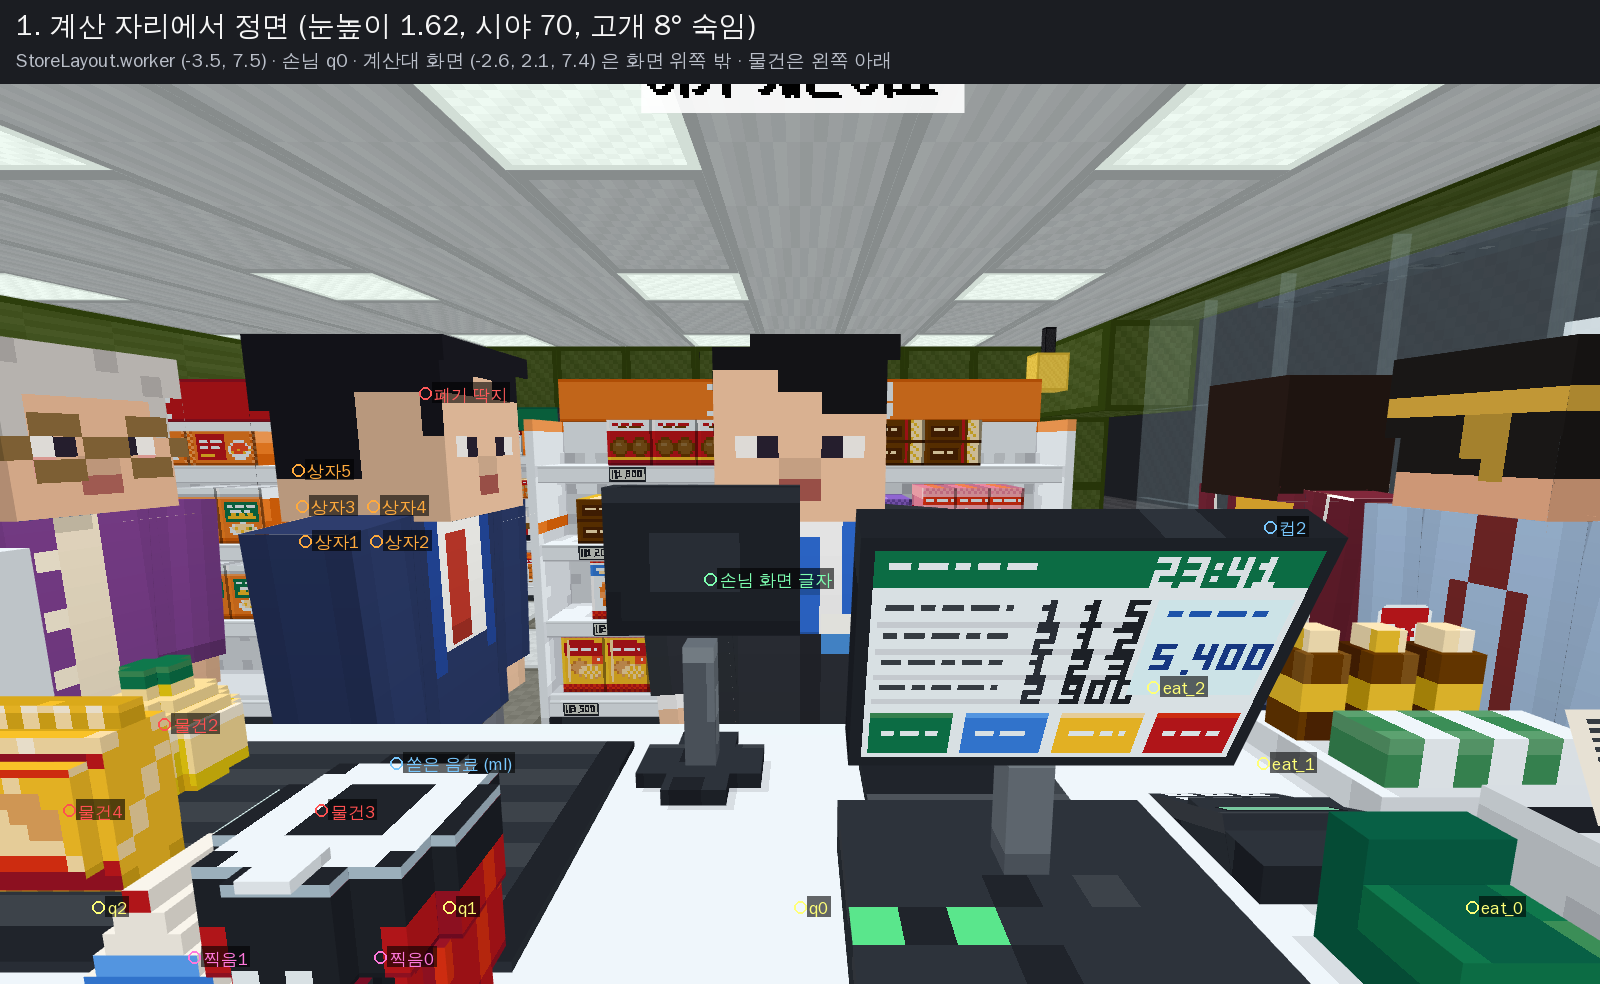 1. 계산 자리에서 정면 (눈높이 1.62, 시야 70, 고개 8° 숙임)
StoreLayout.worker (-3.5, 7.5) · 손님 q0 · 계산대 화면 (-2.6, 2.1, 7.4) 은 화면 위쪽 밖 · 물건은 왼쪽 아래
폐기 딱지
상자5
상자3
상자4
상자1
상자2
컵2
손님 화면 글자
23:41
5,400
eat_2
물건2
쏟은 음료 (ml)
eat_1
물건4
물건3
q2
q1
q0
eat_0
찍음1
찍음0